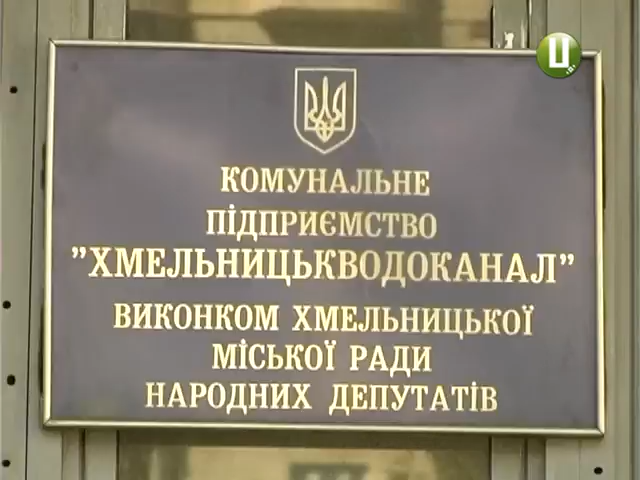 Ц
КОМУНАЛЬНЕ
ПІДПРИЄМСТВО
”ХМЕЛЬНИЦЬКВОДОКАНАЛ”
ВИКОНКОМ ХМЕЛЬНИЦЬКОЇ
МІСЬКОЇ РАДИ
НАРОДНИХ ДЕПУТАТІВ